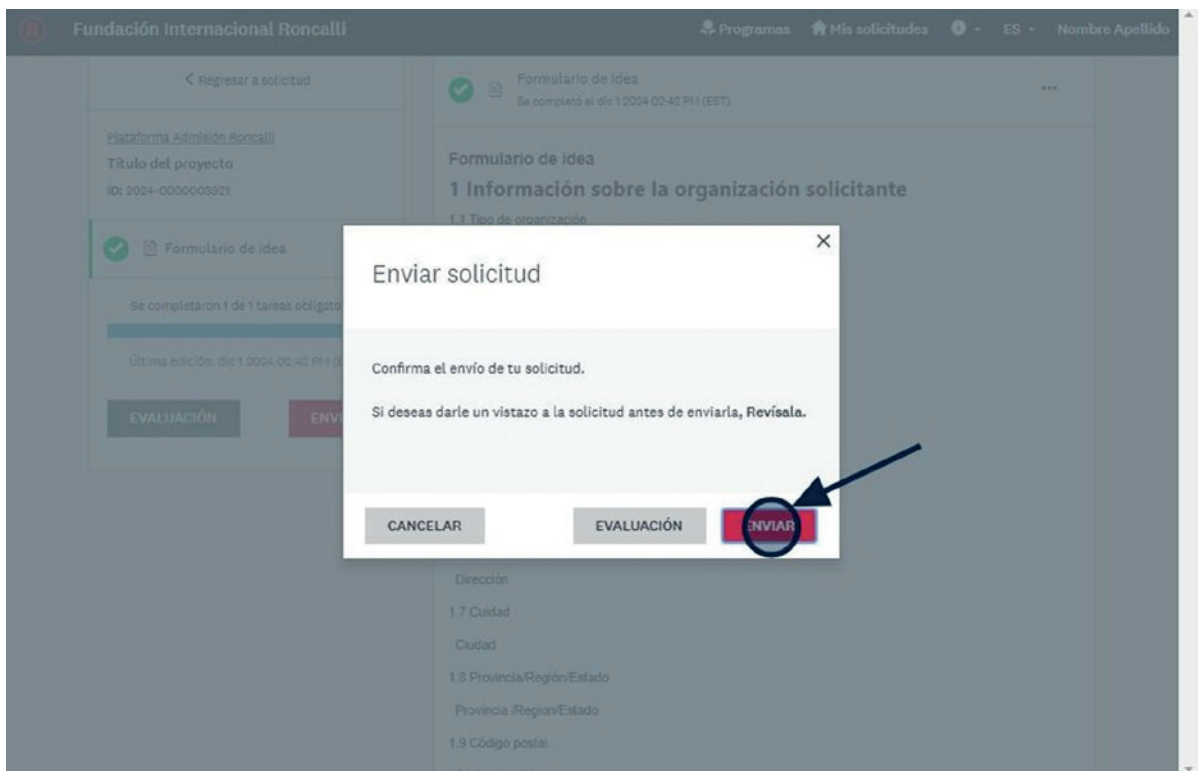 Fundación Internacional Roncalli
Programas Mis solicitudes ES Nombre Apellido
Regresar a solicitud
Plataforma Admisión Roncalli
Título del proyecto
ID: 2024-0000003921
Formulario de idea
Se completaron 1 de 1 tareas obligato
Última edición: dic 1 2024 02:42 PM (E
EVALUACIÓN ENVI
Formulario de idea
Se completó el dic 1 2024 02:42 PM (EST)
...
Formulario de idea
1 Información sobre la organización solicitante
1.1 Tipo de organización
Enviar solicitud
Confirma el envío de tu solicitud.
Si deseas darle un vistazo a la solicitud antes de enviarla, Revísala.
CANCELAR EVALUACIÓN ENVIAR
Dirección
1.7 Cuidad
Ciudad
1.8 Provincia/Región/Estado
Provincia /Region/Estado
1.9 Código postal